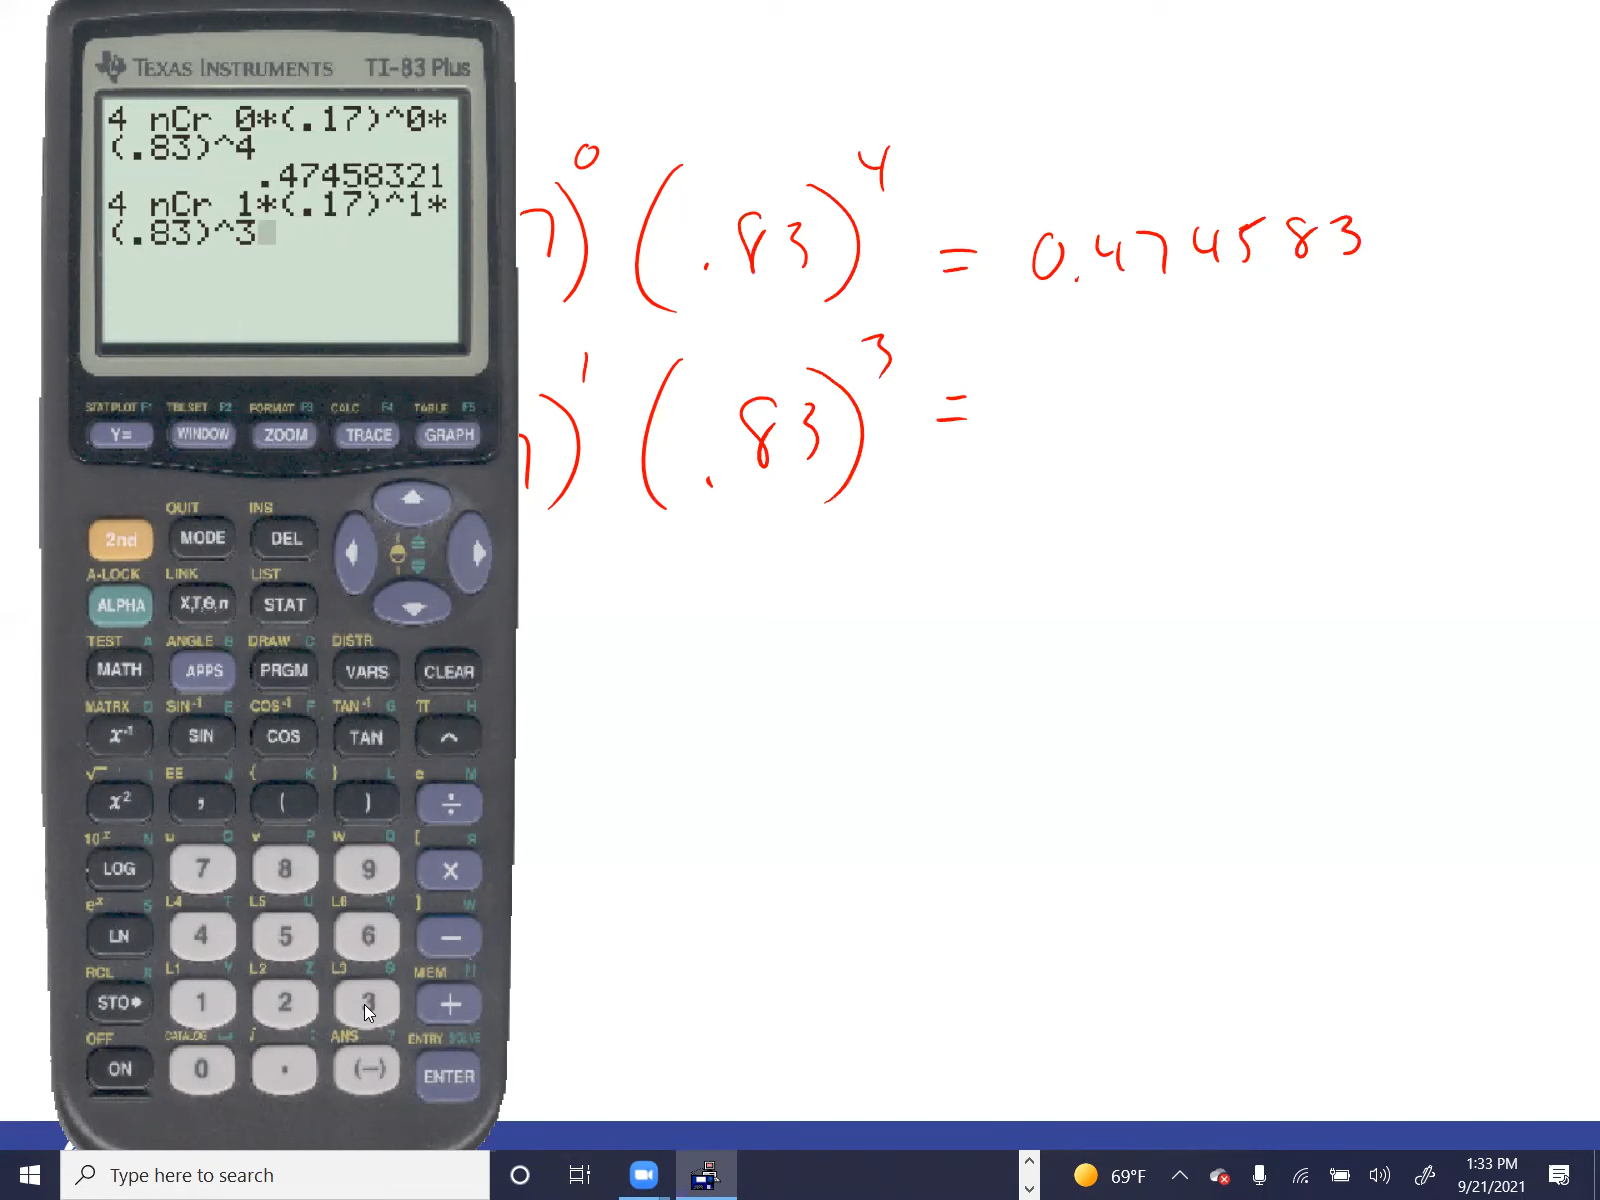 TEXAS INSTRUMENTS TI-83 Plus
4 nCr 0*(.17)^0*
(.83)^4
.47458321
4 nCr 1*(.17)^1*
(.83)^3
7)⁰ (.83)⁴ = 0.474583
)¹ (.83)³ =
STAT PLOT F1 TBLSET F2 FORMAT F3 CALC F4 TABLE F5
Y= WINDOW ZOOM TRACE GRAPH
QUIT INS
2nd MODE DEL
A-LOCK LINK LIST
ALPHA X,T,Θ,n STAT
TEST A ANGLE B DRAW C DISTR
MATH APPS PRGM VARS CLEAR
MATRX D SIN⁻¹ E COS⁻¹ F TAN⁻¹ G π H
x⁻¹ SIN COS TAN ^
√ I EE J { K } L e M
x² , ( ) ÷
10ˣ N u O v P w Q [ R
LOG 7 8 9 ×
eˣ S L4 T L5 U L6 V ] W
LN 4 5 6 −
RCL X L1 Y L2 Z L3 θ MEM "
STO➧ 1 2 3 +
OFF CATALOG i : ANS ? ENTRY SOLVE
ON 0 . (−) ENTER
Type here to search
69°F
1:33 PM
9/21/2021